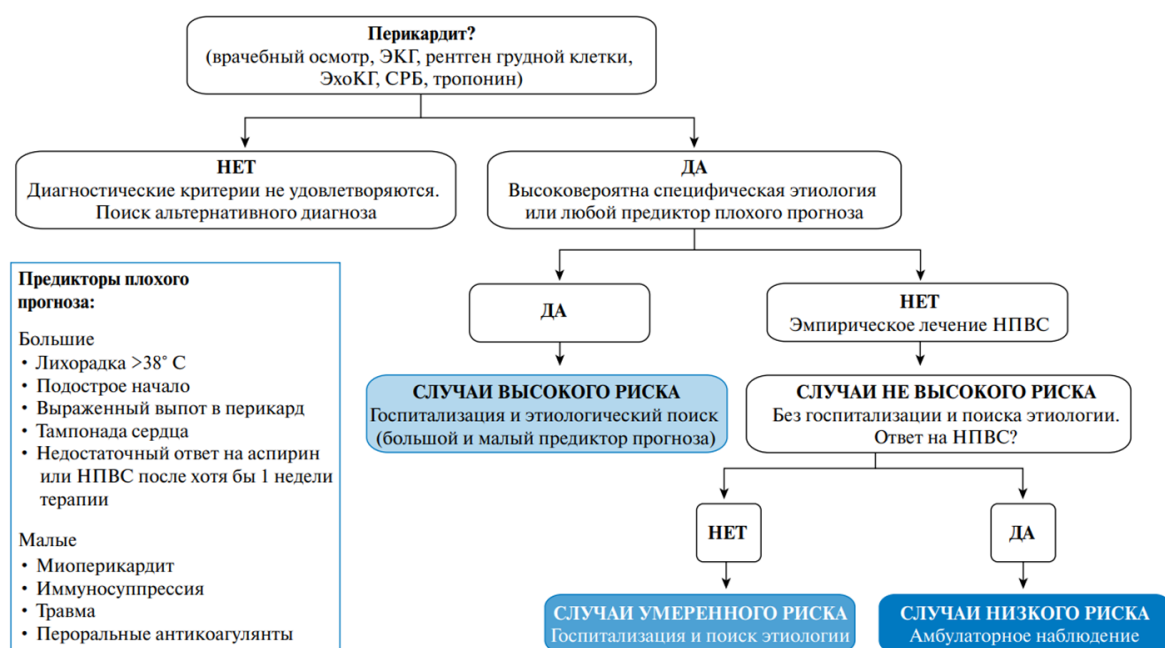 Перикардит?
(врачебный осмотр, ЭКГ, рентген грудной клетки,
ЭхоКГ, СРБ, тропонин)
НЕТ
Диагностические критерии не удовлетворяются.
Поиск альтернативного диагноза
ДА
Высоковероятна специфическая этиология
или любой предиктор плохого прогноза
Предикторы плохого
прогноза:
Большие
• Лихорадка >38° С
• Подострое начало
• Выраженный выпот в перикард
• Тампонада сердца
• Недостаточный ответ на аспирин
или НПВС после хотя бы 1 недели
терапии
Малые
• Миоперикардит
• Иммуносуппрессия
• Травма
• Пероральные антикоагулянты
ДА
НЕТ
Эмпирическое лечение НПВС
СЛУЧАИ ВЫСОКОГО РИСКА
Госпитализация и этиологический поиск
(большой и малый предиктор прогноза)
СЛУЧАИ НЕ ВЫСОКОГО РИСКА
Без госпитализации и поиска этиологии.
Ответ на НПВС?
НЕТ
ДА
СЛУЧАИ УМЕРЕННОГО РИСКА
Госпитализация и поиск этиологии
СЛУЧАИ НИЗКОГО РИСКА
Амбулаторное наблюдение